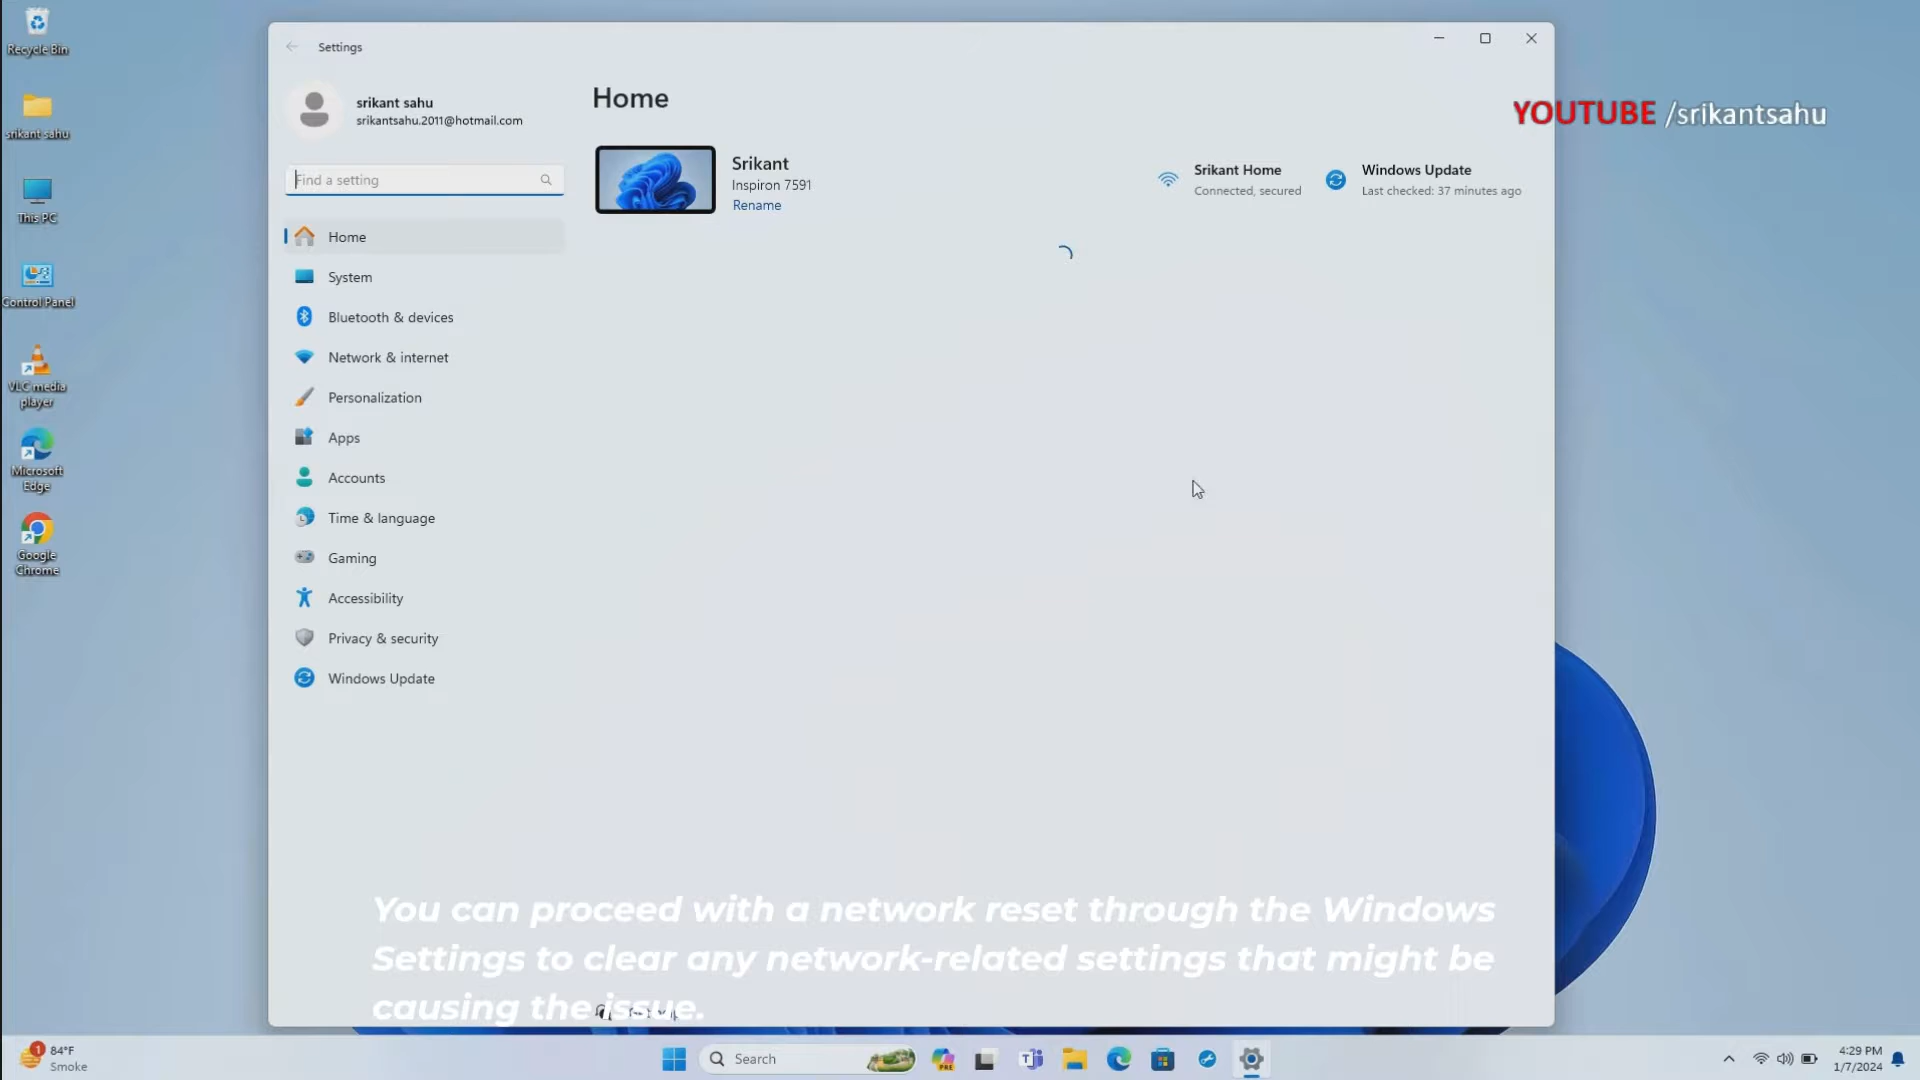 Recycle Bin
srikant sahu
This PC
Control Panel
VLC media
player
Microsoft
Edge
Google
Chrome
Settings
srikant sahu
srikantsahu.2011@hotmail.com
Find a setting
Home
System
Bluetooth & devices
Network & internet
Personalization
Apps
Accounts
Time & language
Gaming
Accessibility
Privacy & security
Windows Update
Home
Srikant
Inspiron 7591
Rename
Srikant Home
Connected, secured
Windows Update
Last checked: 37 minutes ago
YOUTUBE /srikantsahu
You can proceed with a network reset through the Windows
Settings to clear any network-related settings that might be
causing the issue.
1
84°F
Smoke
Search
PRE
4:29 PM
1/7/2024